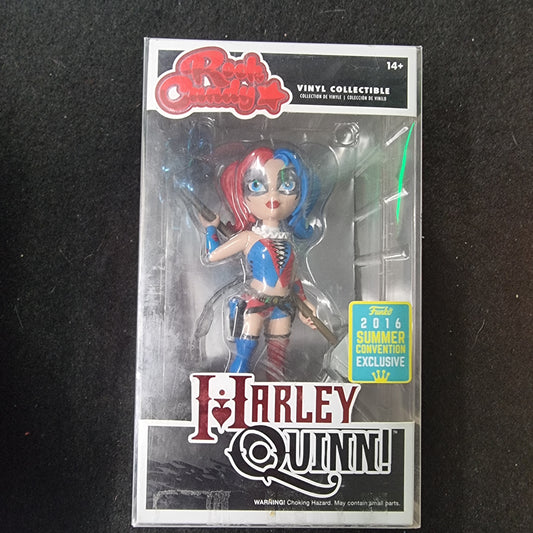 Rock
Candy
14+
VINYL COLLECTIBLE
COLLECTION DE VINYLE | COLECCIÓN DE VINILO
Funko
2016
SUMMER
CONVENTION
EXCLUSIVE
HARLEY
QUINN!™
WARNING! Choking Hazard. May contain small parts.